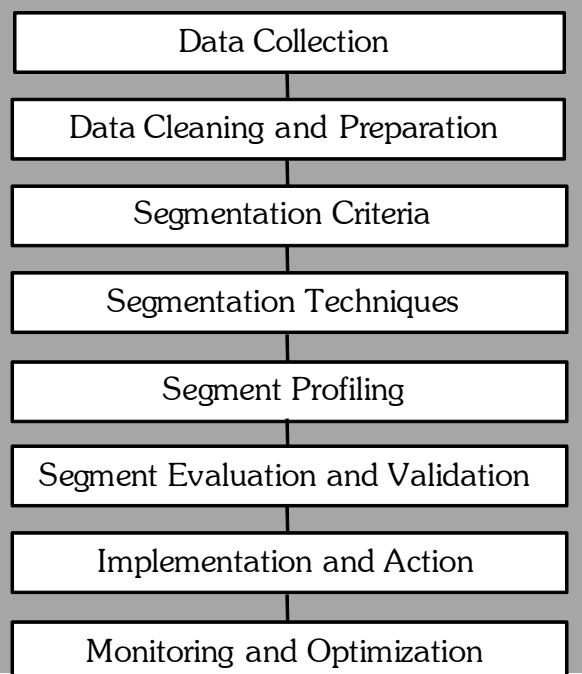 Data Collection
Data Cleaning and Preparation
Segmentation Criteria
Segmentation Techniques
Segment Profiling
Segment Evaluation and Validation
Implementation and Action
Monitoring and Optimization